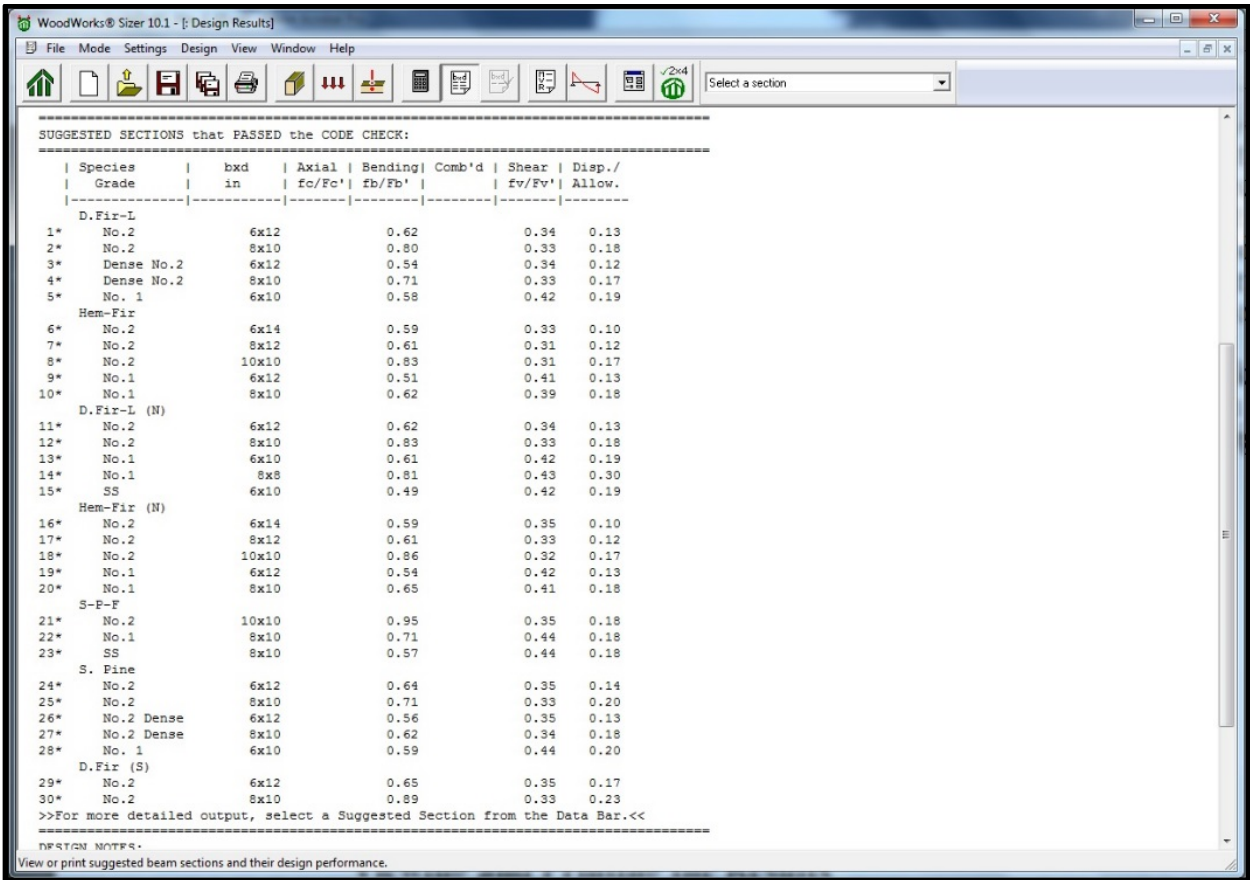 WoodWorks® Sizer 10.1 - [: Design Results]
File Mode Settings Design View Window Help
2x4
Select a section
SUGGESTED SECTIONS that PASSED the CODE CHECK:
| Species | bxd | Axial | Bending| Comb'd | Shear | Disp./
| Grade | in | fc/Fc'| fb/Fb' | | fv/Fv'| Allow.
D.Fir-L
1* No.2 6x12 0.62 0.34 0.13
2* No.2 8x10 0.80 0.33 0.18
3* Dense No.2 6x12 0.54 0.34 0.12
4* Dense No.2 8x10 0.71 0.33 0.17
5* No. 1 6x10 0.58 0.42 0.19
Hem-Fir
6* No.2 6x14 0.59 0.33 0.10
7* No.2 8x12 0.61 0.31 0.12
8* No.2 10x10 0.83 0.31 0.17
9* No.1 6x12 0.51 0.41 0.13
10* No.1 8x10 0.62 0.39 0.18
D.Fir-L (N)
11* No.2 6x12 0.62 0.34 0.13
12* No.2 8x10 0.83 0.33 0.18
13* No.1 6x10 0.61 0.42 0.19
14* No.1 8x8 0.81 0.43 0.30
15* SS 6x10 0.49 0.42 0.19
Hem-Fir (N)
16* No.2 6x14 0.59 0.35 0.10
17* No.2 8x12 0.61 0.33 0.12
18* No.2 10x10 0.86 0.32 0.17
19* No.1 6x12 0.54 0.42 0.13
20* No.1 8x10 0.65 0.41 0.18
S-P-F
21* No.2 10x10 0.95 0.35 0.18
22* No.1 8x10 0.71 0.44 0.18
23* SS 8x10 0.57 0.44 0.18
S. Pine
24* No.2 6x12 0.64 0.35 0.14
25* No.2 8x10 0.71 0.33 0.20
26* No.2 Dense 6x12 0.56 0.35 0.13
27* No.2 Dense 8x10 0.62 0.34 0.18
28* No. 1 6x10 0.59 0.44 0.20
D.Fir (S)
29* No.2 6x12 0.65 0.35 0.17
30* No.2 8x10 0.89 0.33 0.23
>>For more detailed output, select a Suggested Section from the Data Bar.<<
DESIGN NOTES:
View or print suggested beam sections and their design performance.